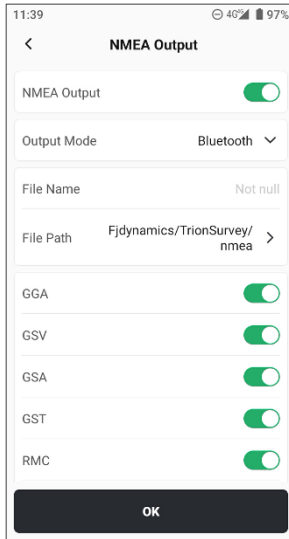 11:39 4G 97%
NMEA Output
NMEA Output
Output Mode Bluetooth
File Name Not null
File Path Fjdynamics/TrionSurvey/
nmea
GGA
GSV
GSA
GST
RMC
OK